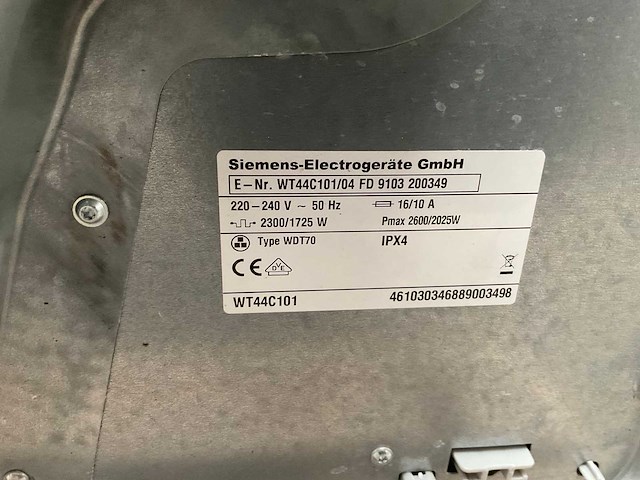 Siemens-Electrogeräte GmbH
E-Nr. WT44C101/04 FD 9103 200349
220-240 V ~ 50 Hz 16/10 A
2300/1725 W Pmax 2600/2025W
Type WDT70 IPX4
CE VDE
WT44C101 461030346889003498